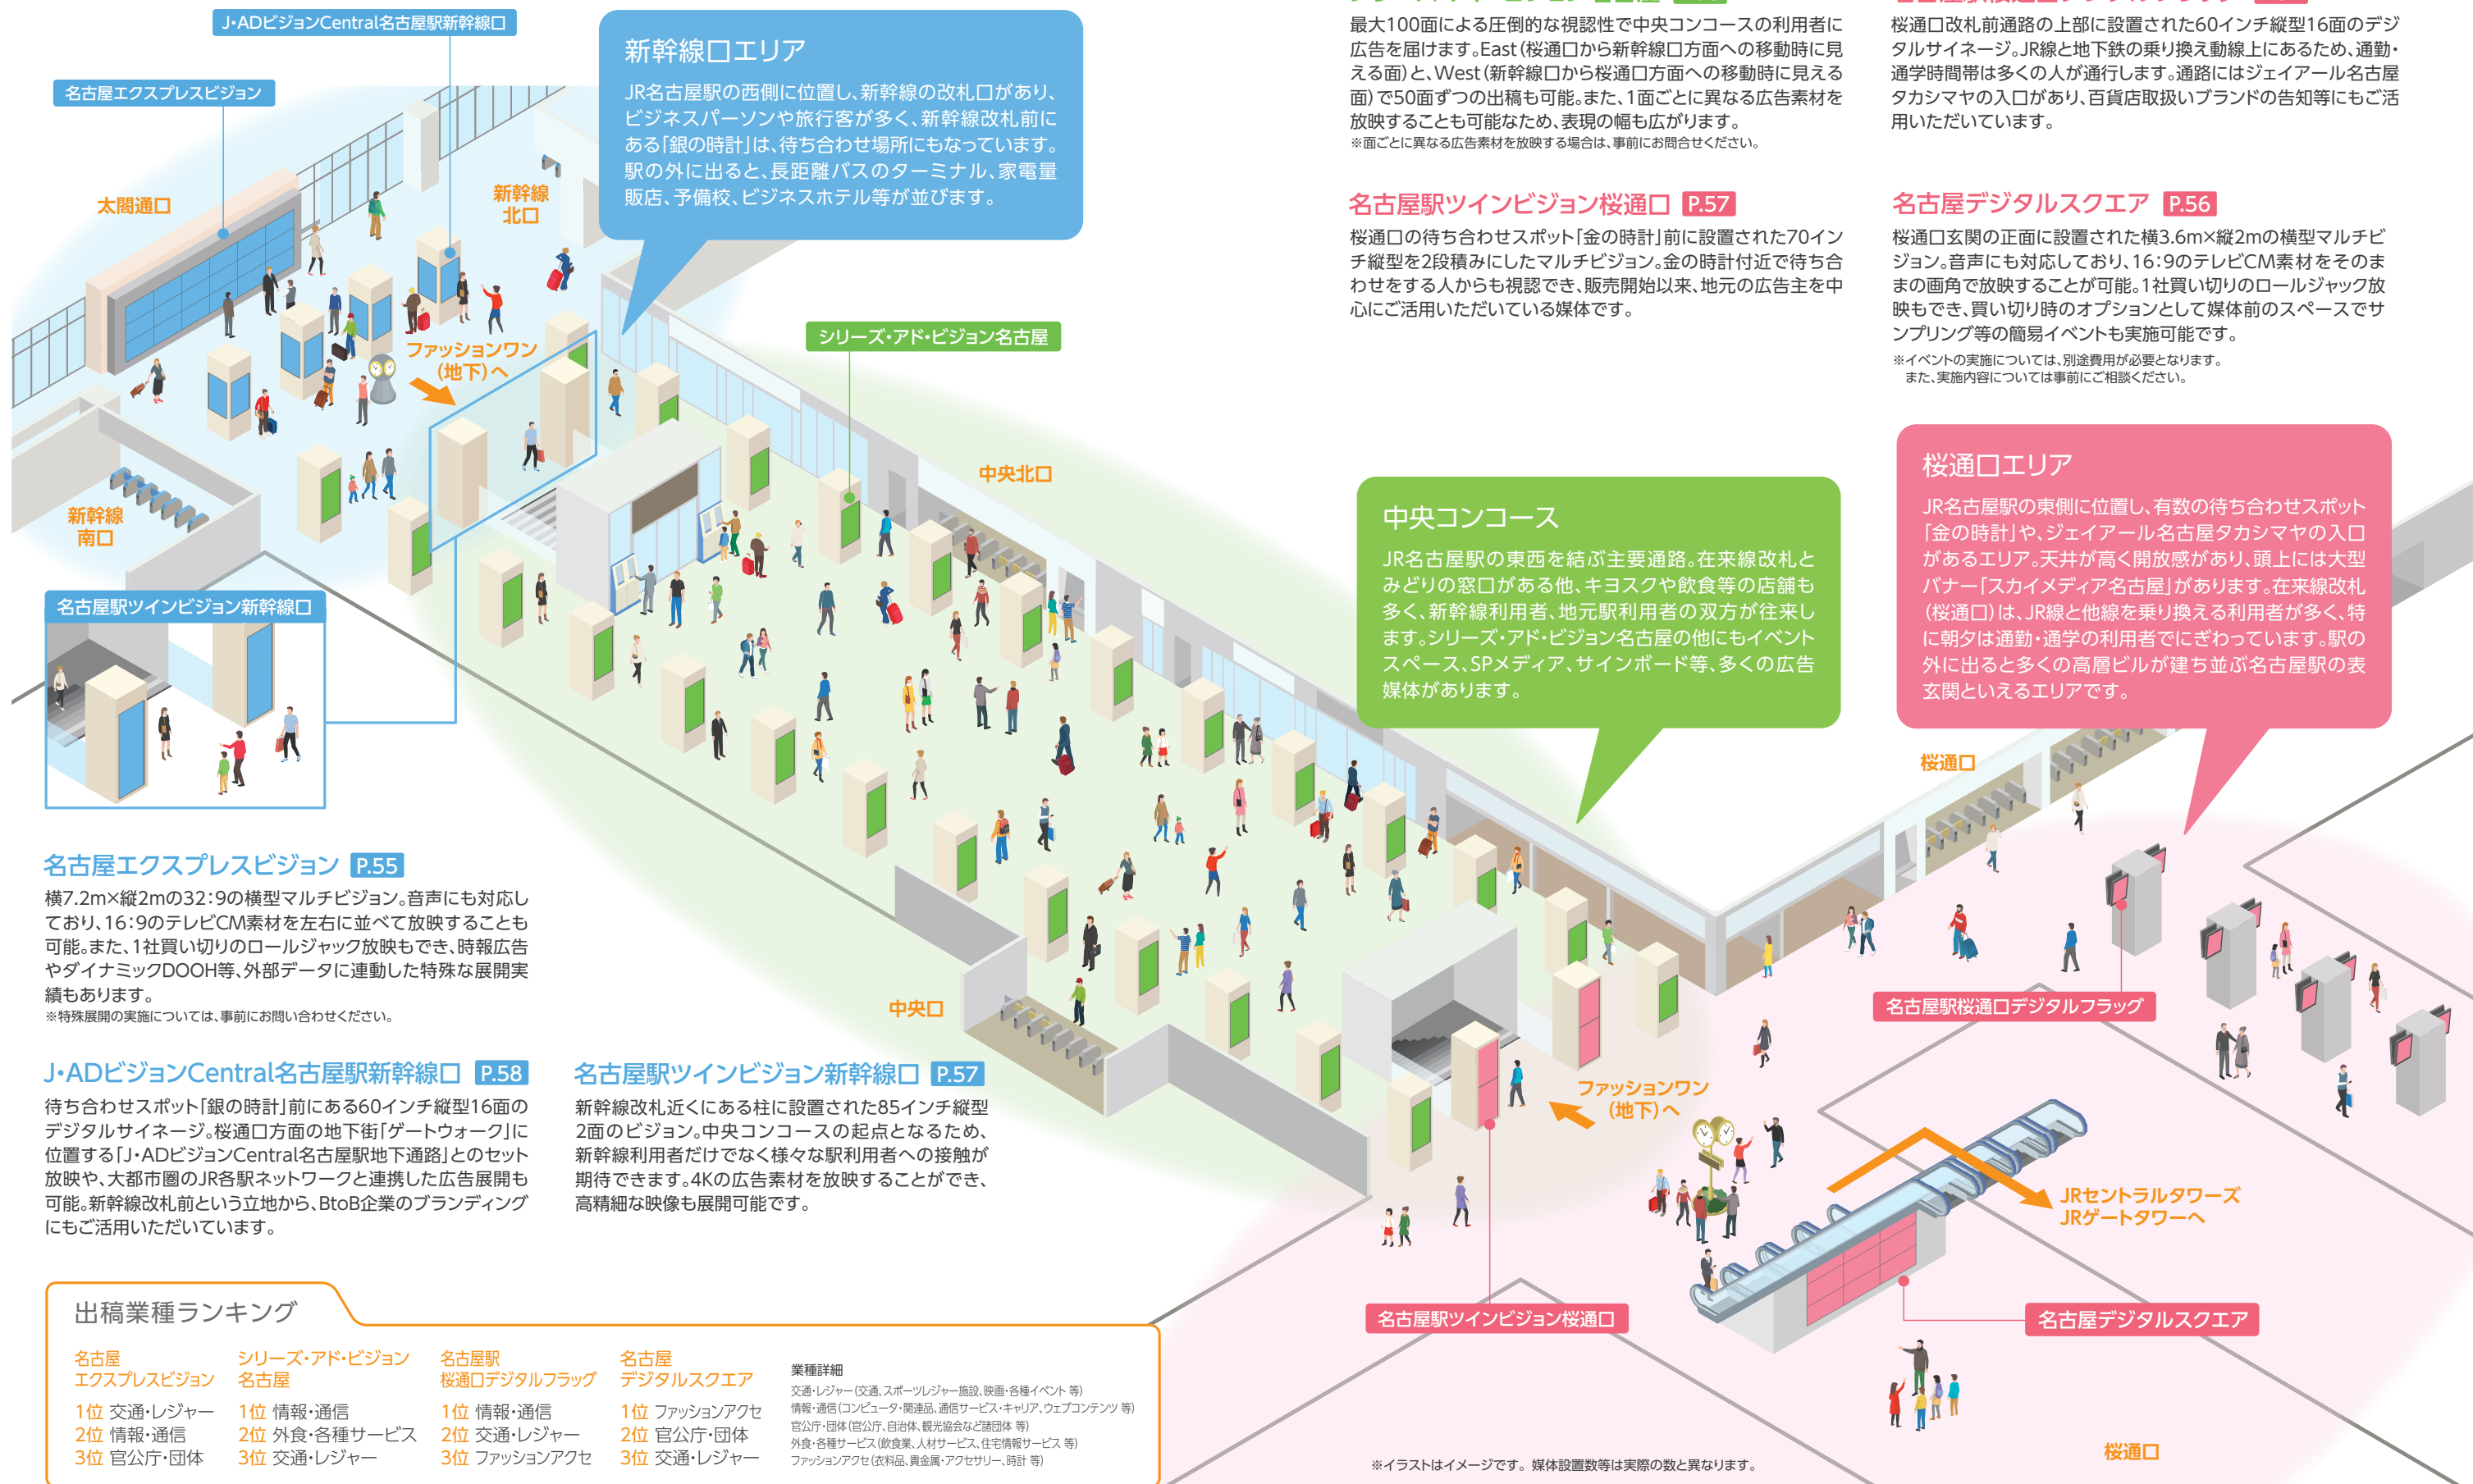 J・ADビジョンCentral名古屋駅新幹線口
名古屋エクスプレスビジョン
太閤通口
新幹線
北口
新幹線口エリア
JR名古屋駅の西側に位置し、新幹線の改札口があり、
ビジネスパーソンや旅行客が多く、新幹線改札前に
ある「銀の時計」は、待ち合わせ場所にもなっています。
駅の外に出ると、長距離バスのターミナル、家電量
販店、予備校、ビジネスホテル等が並びます。
最大100面による圧倒的な視認性で中央コンコースの利用者に
広告を届けます。East（桜通口から新幹線口方面への移動時に見
える面）と、West（新幹線口から桜通口方面への移動時に見える
面）で50面ずつの出稿も可能。また、1面ごとに異なる広告素材を
放映することも可能なため、表現の幅も広がります。
※面ごとに異なる広告素材を放映する場合は、事前にお問合せください。
桜通口改札前通路の上部に設置された60インチ縦型16面のデジ
タルサイネージ。JR線と地下鉄の乗り換え動線上にあるため、通勤・
通学時間帯は多くの人が通行します。通路にはジェイアール名古屋
タカシマヤの入口があり、百貨店取扱いブランドの告知等にもご活
用いただいています。
名古屋駅ツインビジョン桜通口 P.57
桜通口の待ち合わせスポット「金の時計」前に設置された70イン
チ縦型を2段積みにしたマルチビジョン。金の時計付近で待ち合
わせをする人からも視認でき、販売開始以来、地元の広告主を中
心にご活用いただいている媒体です。
名古屋デジタルスクエア P.56
桜通口玄関の正面に設置された横3.6m×縦2mの横型マルチビ
ジョン。音声にも対応しており、16：9のテレビCM素材をそのま
まの画角で放映することが可能。1社買い切りのロールジャック放
映もでき、買い切り時のオプションとして媒体前のスペースでサ
ンプリング等の簡易イベントも実施可能です。
※イベントの実施については、別途費用が必要となります。
また、実施内容については事前にご相談ください。
ファッションワン
（地下）へ
シリーズ・アド・ビジョン名古屋
中央北口
新幹線
南口
名古屋駅ツインビジョン新幹線口
中央コンコース
JR名古屋駅の東西を結ぶ主要通路。在来線改札と
みどりの窓口がある他、キヨスクや飲食等の店舗も
多く、新幹線利用者、地元駅利用者の双方が往来し
ます。シリーズ・アド・ビジョン名古屋の他にもイベント
スペース、SPメディア、サインボード等、多くの広告
媒体があります。
桜通口エリア
JR名古屋駅の東側に位置し、有数の待ち合わせスポット
「金の時計」や、ジェイアール名古屋タカシマヤの入口
があるエリア。天井が高く開放感があり、頭上には大型
バナー「スカイメディア名古屋」があります。在来線改札
（桜通口）は、JR線と他線を乗り換える利用者が多く、特
に朝夕は通勤・通学の利用者でにぎわっています。駅の
外に出ると多くの高層ビルが建ち並ぶ名古屋駅の表
玄関といえるエリアです。
桜通口
名古屋エクスプレスビジョン P.55
横7.2m×縦2mの32：9の横型マルチビジョン。音声にも対応し
ており、16：9のテレビCM素材を左右に並べて放映することも
可能。また、1社買い切りのロールジャック放映もでき、時報広告
やダイナミックDOOH等、外部データに連動した特殊な展開実
績もあります。
※特殊展開の実施については、事前にお問い合わせください。
中央口
名古屋駅桜通口デジタルフラッグ
J・ADビジョンCentral名古屋駅新幹線口 P.58
待ち合わせスポット「銀の時計」前にある60インチ縦型16面の
デジタルサイネージ。桜通口方面の地下街「ゲートウォーク」に
位置する「J・ADビジョンCentral名古屋駅地下通路」とのセット
放映や、大都市圏のJR各駅ネットワークと連携した広告展開も
可能。新幹線改札前という立地から、BtoB企業のブランディング
にもご活用いただいています。
名古屋駅ツインビジョン新幹線口 P.57
新幹線改札近くにある柱に設置された85インチ縦型
2面のビジョン。中央コンコースの起点となるため、
新幹線利用者だけでなく様々な駅利用者への接触が
期待できます。4Kの広告素材を放映することができ、
高精細な映像も展開可能です。
ファッションワン
（地下）へ
JRセントラルタワーズ
JRゲートタワーへ
名古屋駅ツインビジョン桜通口
名古屋デジタルスクエア
桜通口
出稿業種ランキング
名古屋
エクスプレスビジョン
1位 交通・レジャー
2位 情報・通信
3位 官公庁・団体
シリーズ・アド・ビジョン
名古屋
1位 情報・通信
2位 外食・各種サービス
3位 交通・レジャー
名古屋駅
桜通口デジタルフラッグ
1位 情報・通信
2位 交通・レジャー
3位 ファッションアクセ
名古屋
デジタルスクエア
1位 ファッションアクセ
2位 官公庁・団体
3位 交通・レジャー
業種詳細
交通・レジャー（交通、スポーツレジャー施設、映画・各種イベント 等）
情報・通信（コンピュータ・関連品、通信サービス・キャリア、ウェブコンテンツ 等）
官公庁・団体（官公庁、自治体、観光協会など諸団体 等）
外食・各種サービス（飲食業、人材サービス、住宅情報サービス 等）
ファッションアクセ（衣料品、貴金属・アクセサリー、時計 等）
※イラストはイメージです。媒体設置数等は実際の数と異なります。